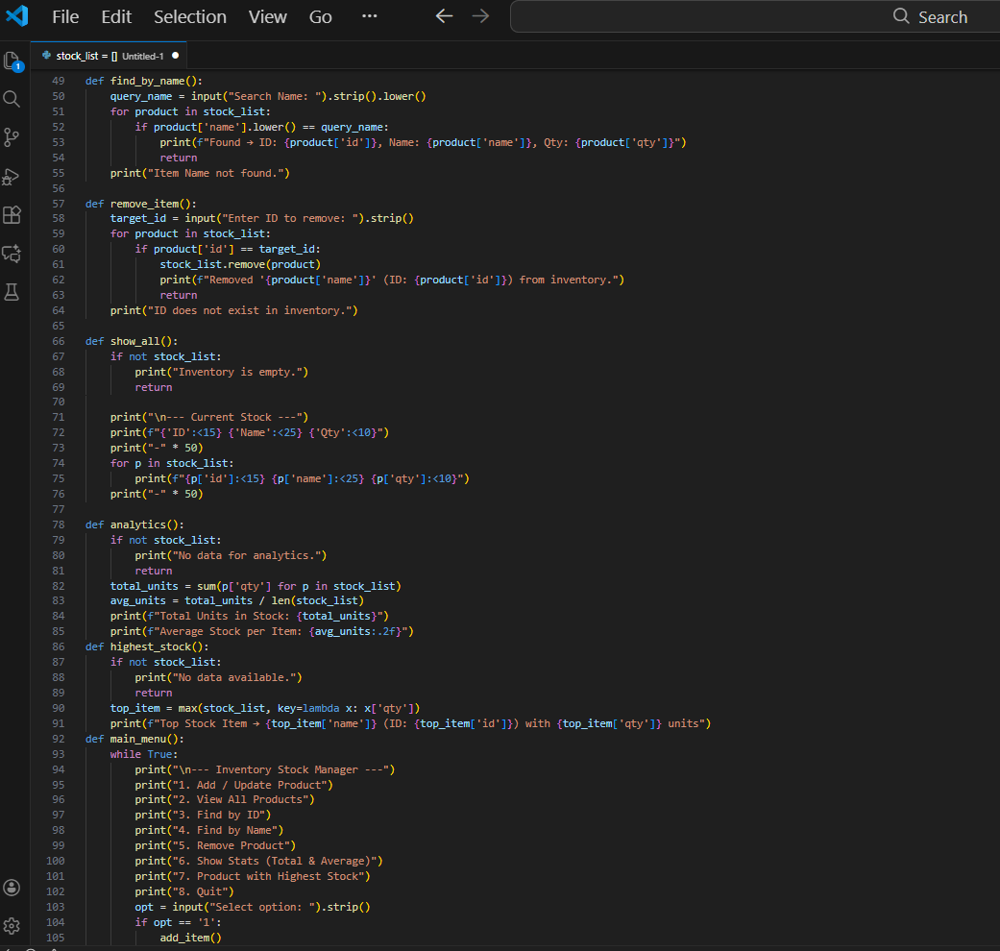 File Edit Selection View Go ··· Search
1
stock_list = [] Untitled-1
49 def find_by_name():
50 query_name = input("Search Name: ").strip().lower()
51 for product in stock_list:
52 if product['name'].lower() == query_name:
53 print(f"Found → ID: {product['id']}, Name: {product['name']}, Qty: {product['qty']}")
54 return
55 print("Item Name not found.")
56
57 def remove_item():
58 target_id = input("Enter ID to remove: ").strip()
59 for product in stock_list:
60 if product['id'] == target_id:
61 stock_list.remove(product)
62 print(f"Removed '{product['name']}' (ID: {product['id']}) from inventory.")
63 return
64 print("ID does not exist in inventory.")
65
66 def show_all():
67 if not stock_list:
68 print("Inventory is empty.")
69 return
70
71 print("\n--- Current Stock ---")
72 print(f"{'ID':<15} {'Name':<25} {'Qty':<10}")
73 print("-" * 50)
74 for p in stock_list:
75 print(f"{p['id']:<15} {p['name']:<25} {p['qty']:<10}")
76 print("-" * 50)
77
78 def analytics():
79 if not stock_list:
80 print("No data for analytics.")
81 return
82 total_units = sum(p['qty'] for p in stock_list)
83 avg_units = total_units / len(stock_list)
84 print(f"Total Units in Stock: {total_units}")
85 print(f"Average Stock per Item: {avg_units:.2f}")
86 def highest_stock():
87 if not stock_list:
88 print("No data available.")
89 return
90 top_item = max(stock_list, key=lambda x: x['qty'])
91 print(f"Top Stock Item → {top_item['name']} (ID: {top_item['id']}) with {top_item['qty']} units")
92 def main_menu():
93 while True:
94 print("\n--- Inventory Stock Manager ---")
95 print("1. Add / Update Product")
96 print("2. View All Products")
97 print("3. Find by ID")
98 print("4. Find by Name")
99 print("5. Remove Product")
100 print("6. Show Stats (Total & Average)")
101 print("7. Product with Highest Stock")
102 print("8. Quit")
103 opt = input("Select option: ").strip()
104 if opt == '1':
105 add_item()